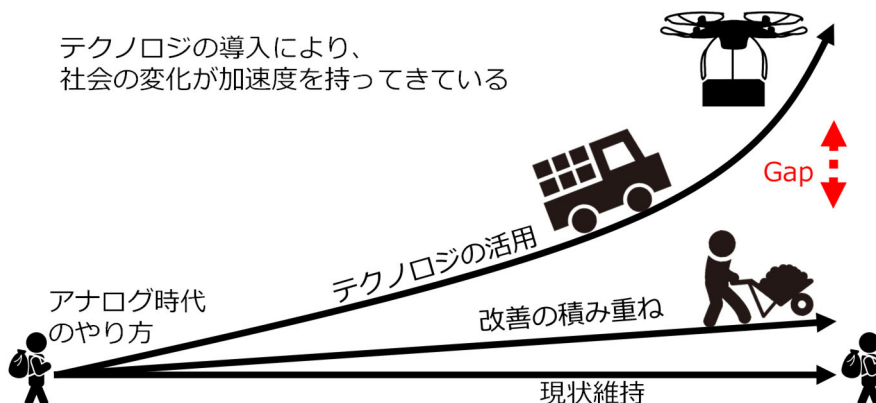 テクノロジの導入により、
社会の変化が加速度を持ってきている
Gap
テクノロジの活用
アナログ時代
のやり方
改善の積み重ね
現状維持